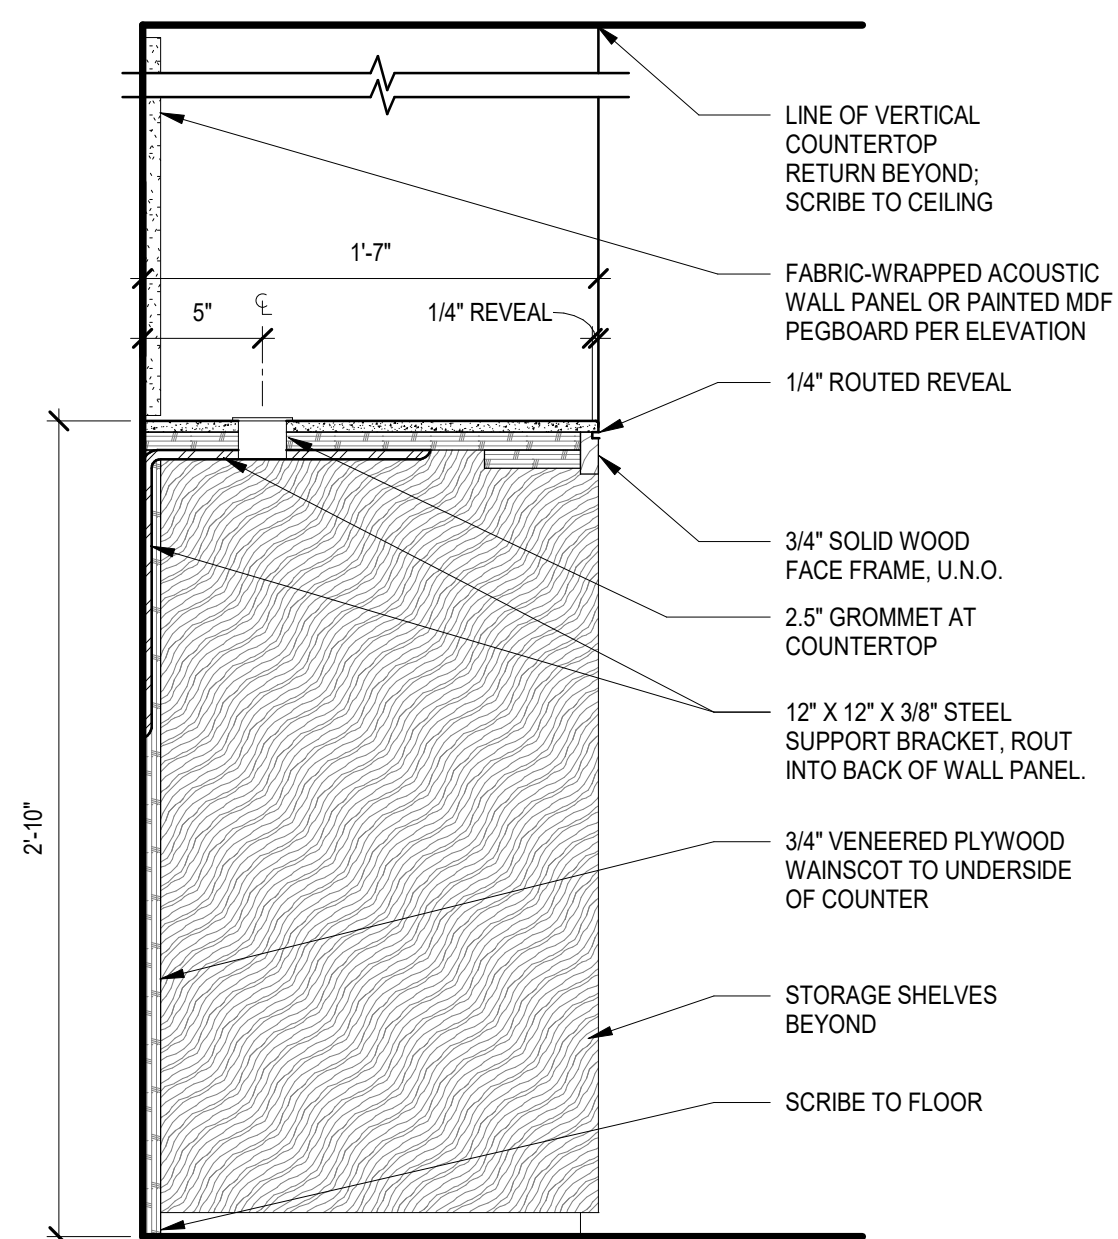 LINE OF VERTICAL
COUNTERTOP
RETURN BEYOND;
SCRIBE TO CEILING
1'-7"
FABRIC-WRAPPED ACOUSTIC
WALL PANEL OR PAINTED MDF
PEGBOARD PER ELEVATION
5"
℄
1/4" REVEAL
1/4" ROUTED REVEAL
3/4" SOLID WOOD
FACE FRAME, U.N.O.
2.5" GROMMET AT
COUNTERTOP
12" X 12" X 3/8" STEEL
SUPPORT BRACKET, ROUT
INTO BACK OF WALL PANEL.
2'-10"
3/4" VENEERED PLYWOOD
WAINSCOT TO UNDERSIDE
OF COUNTER
STORAGE SHELVES
BEYOND
SCRIBE TO FLOOR